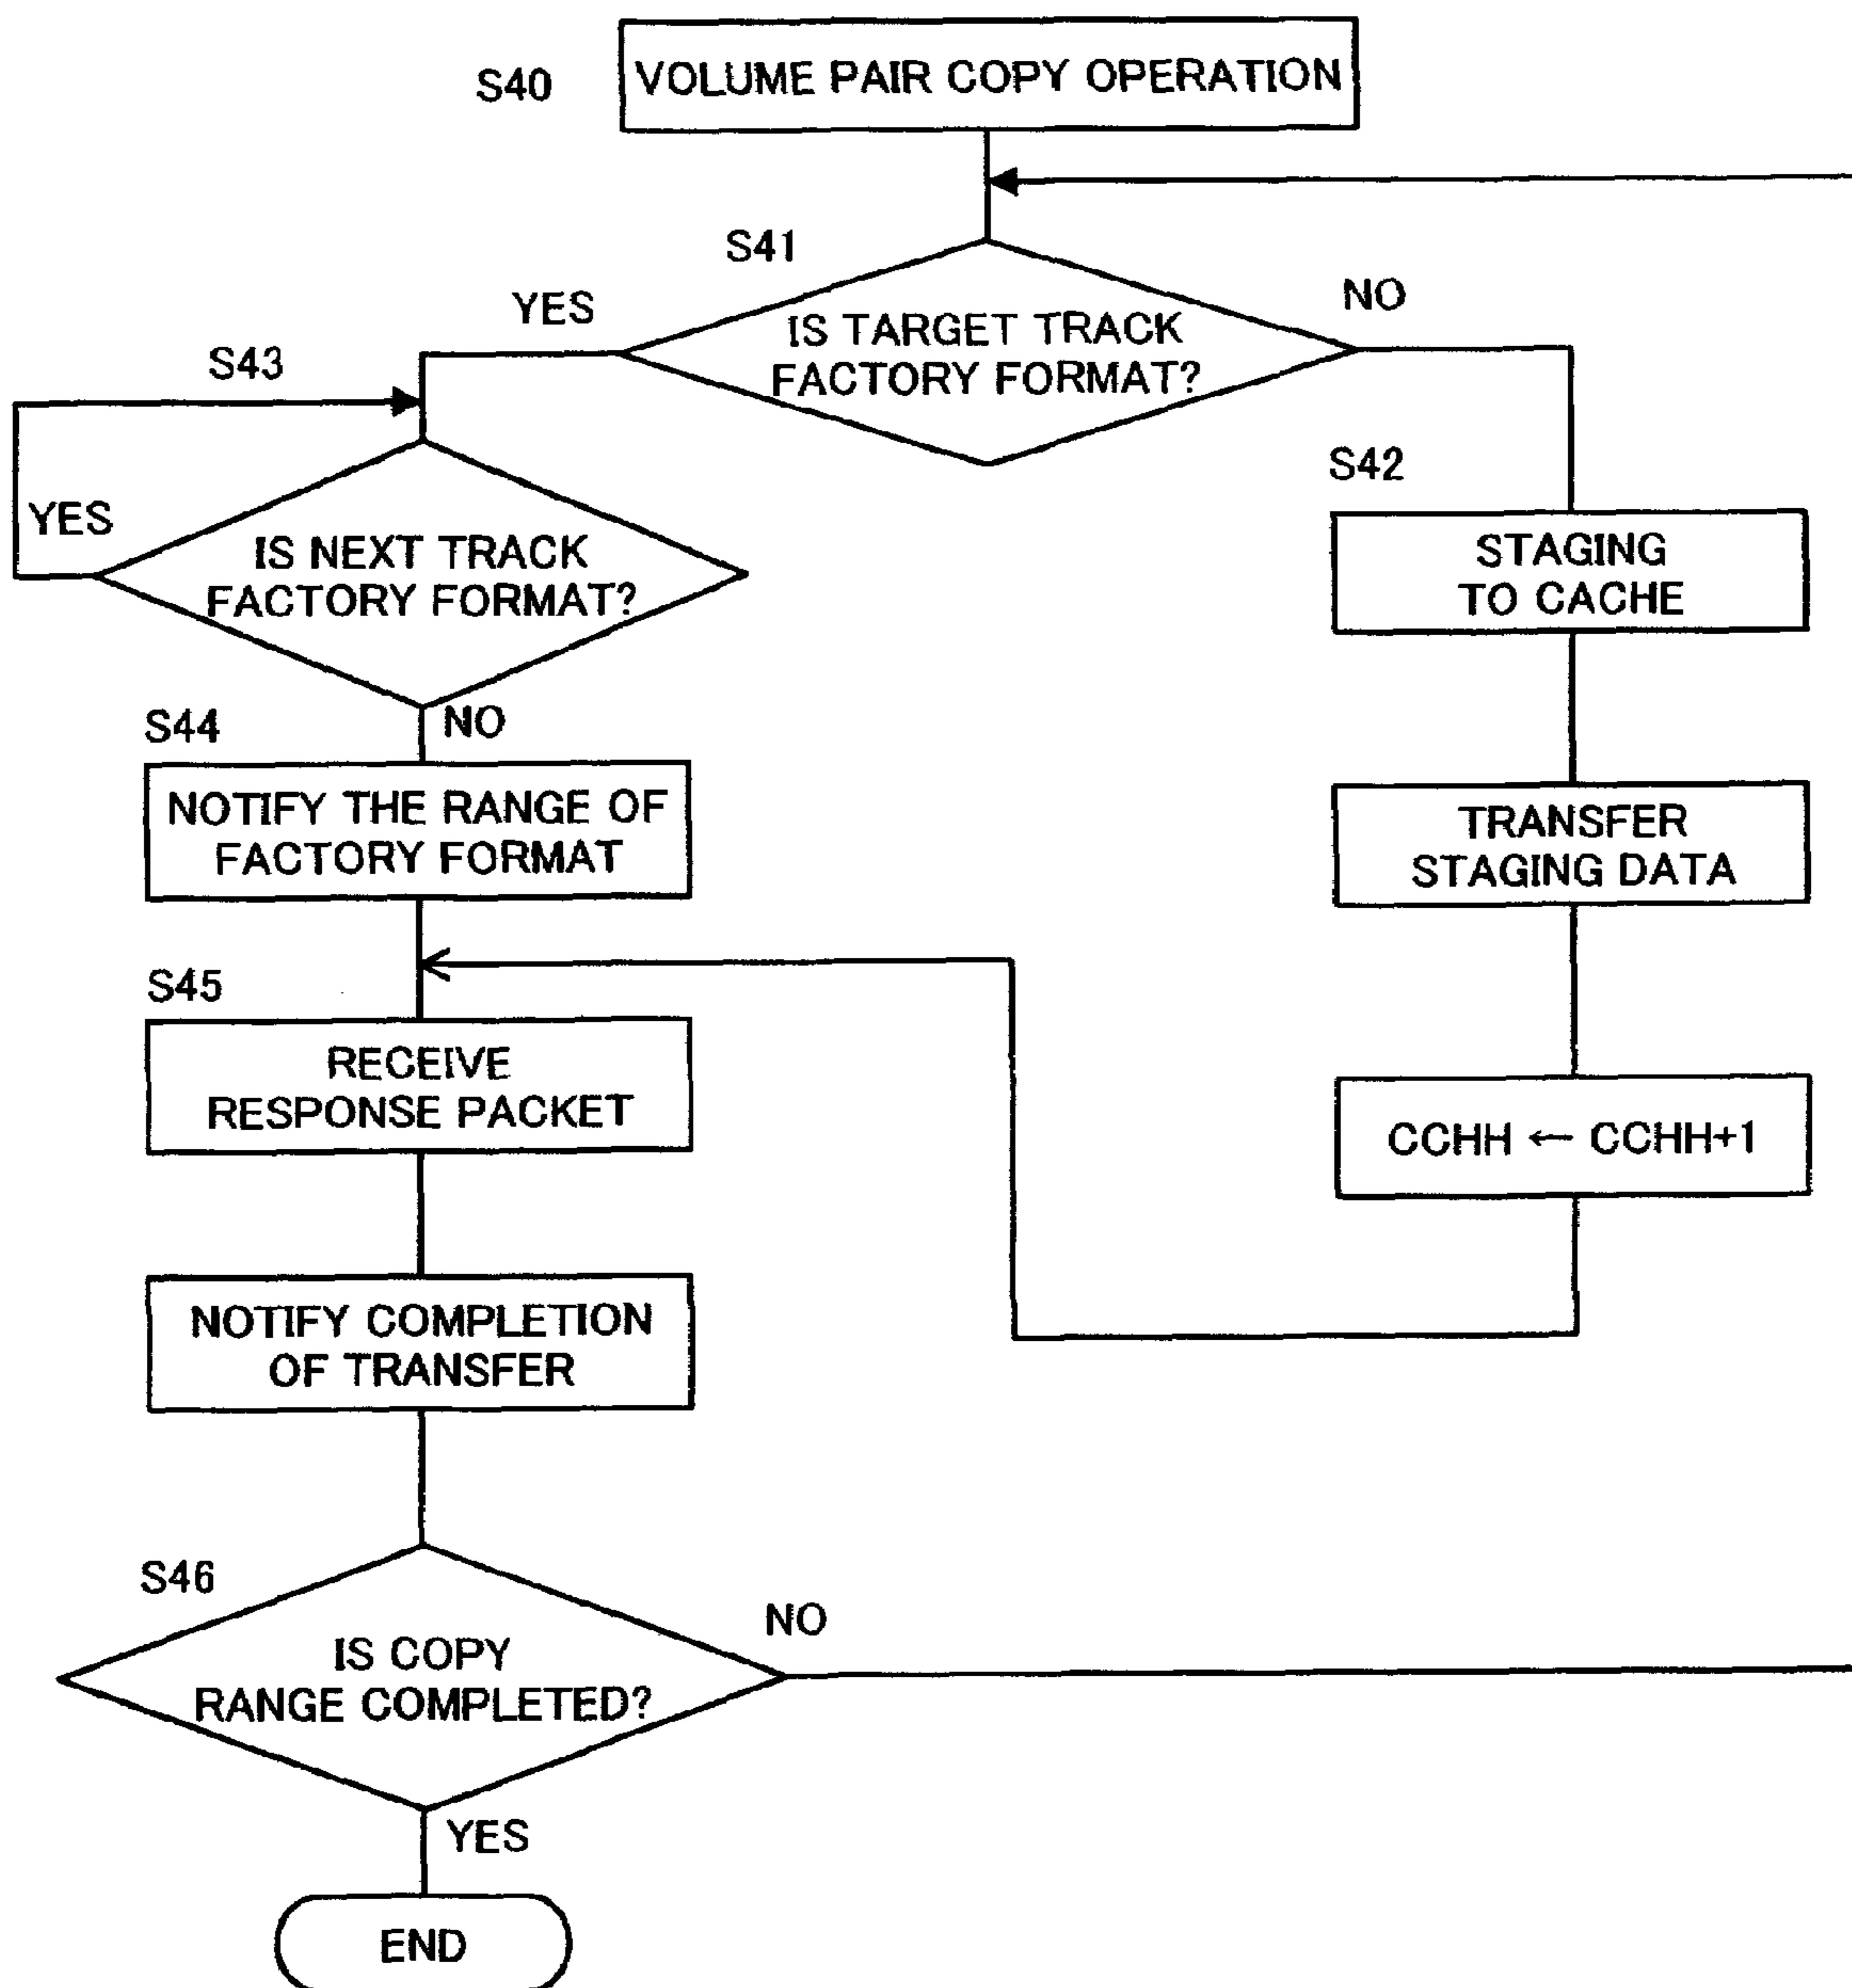 S40
VOLUME PAIR COPY OPERATION
S41
YES
NO
IS TARGET TRACK
FACTORY FORMAT?
S43
S42
YES
IS NEXT TRACK
FACTORY FORMAT?
STAGING
TO CACHE
S44
NO
NOTIFY THE RANGE OF
FACTORY FORMAT
TRANSFER
STAGING DATA
S45
RECEIVE
RESPONSE PACKET
CCHH ← CCHH+1
NOTIFY COMPLETION
OF TRANSFER
S46
NO
IS COPY
RANGE COMPLETED?
YES
END